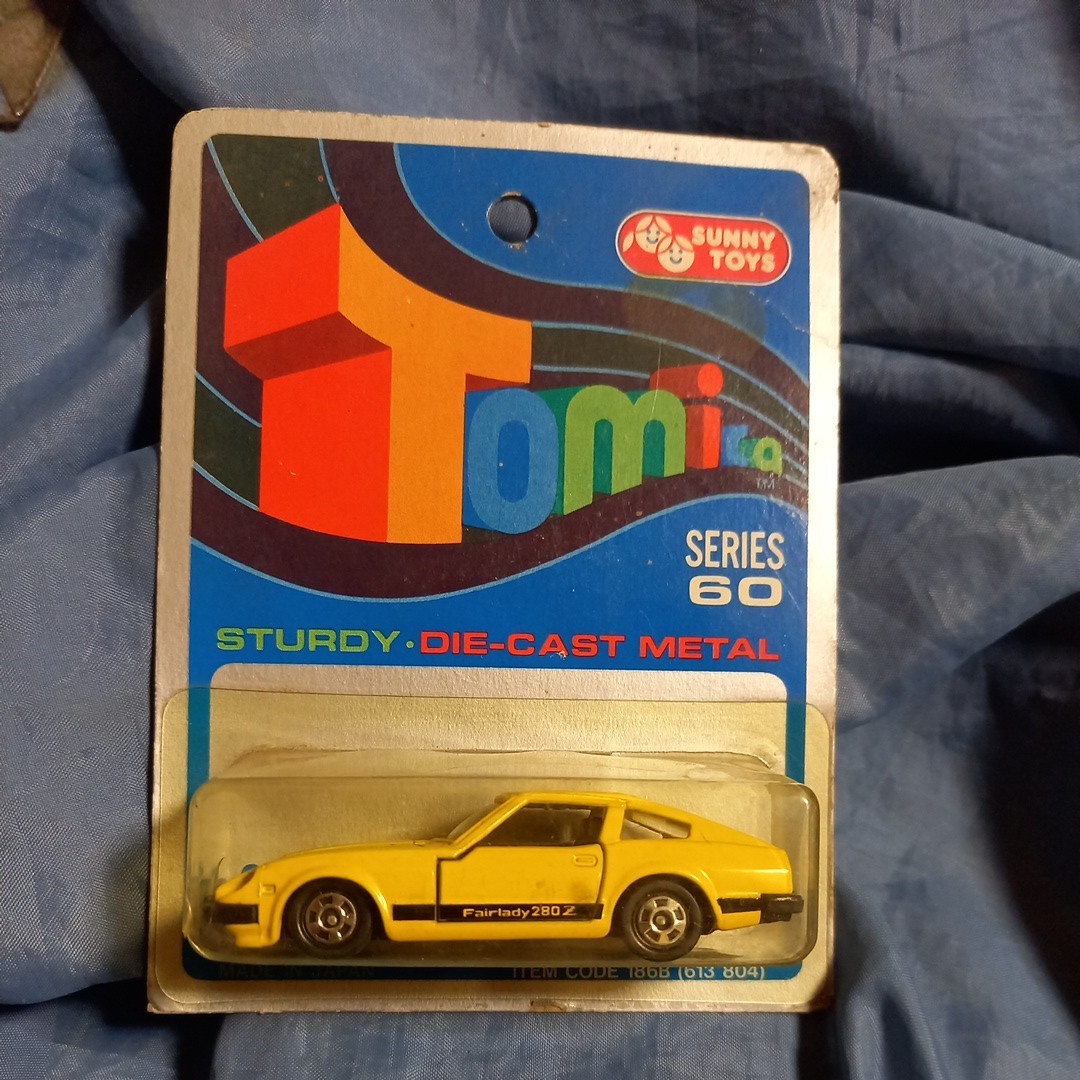 SUNNY
TOYS
Tomica
TM
SERIES
60
STURDY·DIE-CAST METAL
Fairlady 280Z
MADE IN JAPAN
ITEM CODE 186B (613 804)